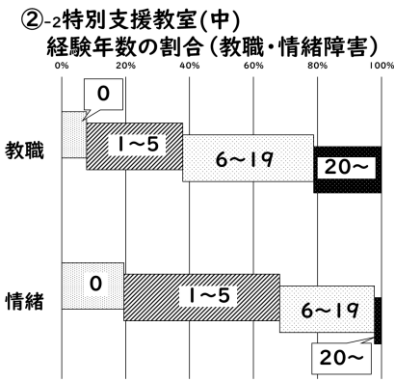 ②-2特別支援教室(中)
経験年数の割合(教職・情緒障害)
0% 20% 40% 60% 80% 100%
0
教職 1～5 6～19 20～
情緒 0 1～5 6～19
20～